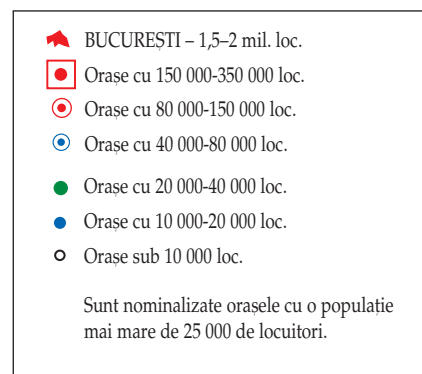 BUCUREȘTI – 1,5–2 mil. loc.
Orașe cu 150 000-350 000 loc.
Orașe cu 80 000-150 000 loc.
Orașe cu 40 000-80 000 loc.
Orașe cu 20 000-40 000 loc.
Orașe cu 10 000-20 000 loc.
Orașe sub 10 000 loc.
Sunt nominalizate orașele cu o populație
mai mare de 25 000 de locuitori.